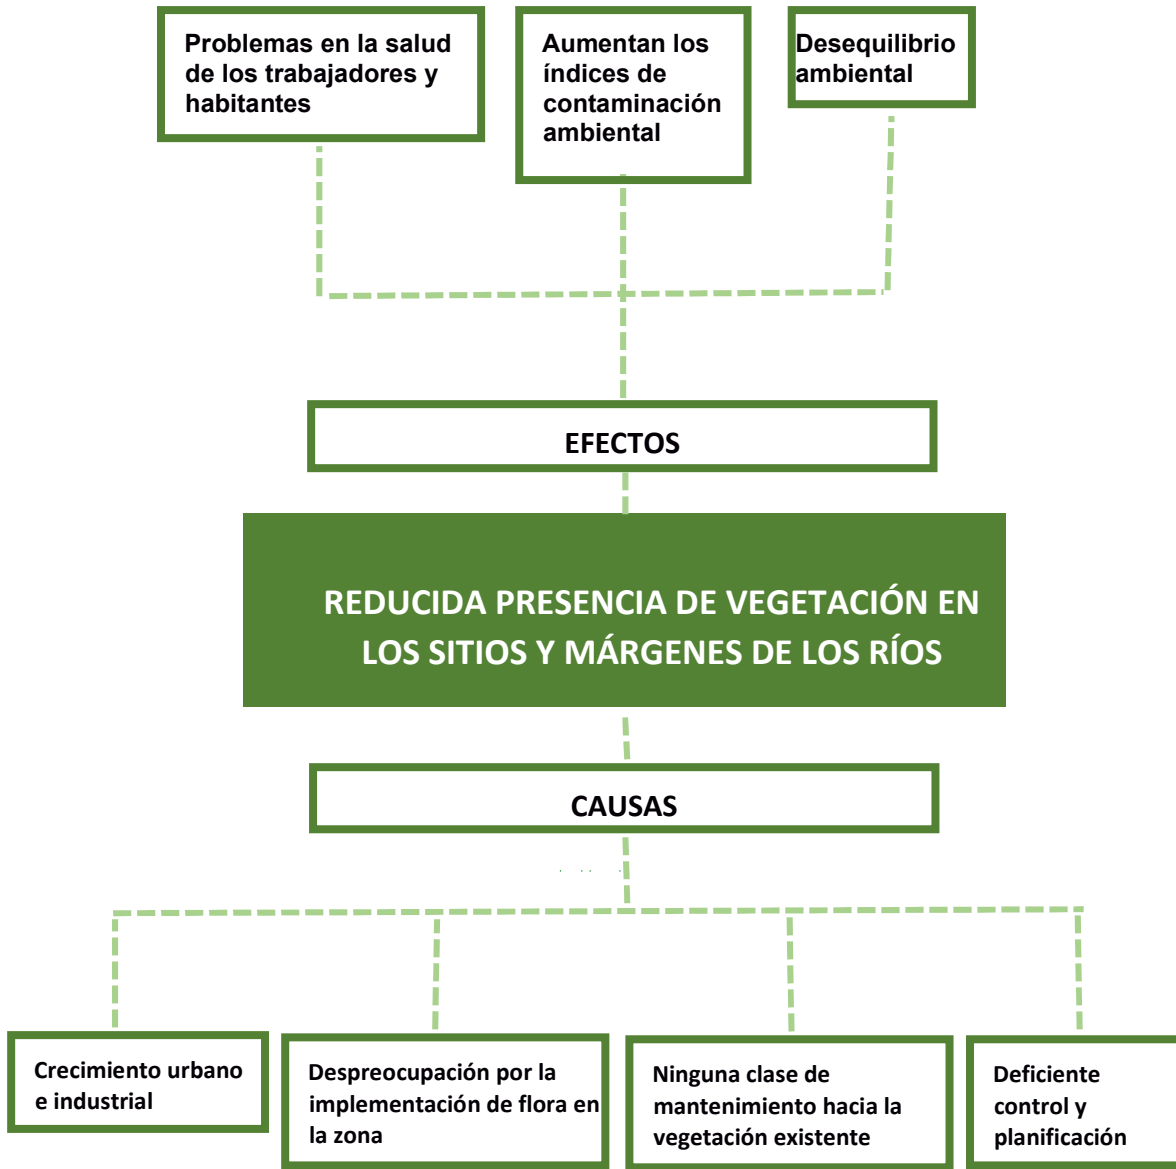 Problemas en la salud
de los trabajadores y
habitantes
Aumentan los
índices de
contaminación
ambiental
Desequilibrio
ambiental
EFECTOS
REDUCIDA PRESENCIA DE VEGETACIÓN EN
LOS SITIOS Y MÁRGENES DE LOS RÍOS
CAUSAS
Crecimiento urbano
e industrial
Despreocupación por la
implementación de flora en
la zona
Ninguna clase de
mantenimiento hacia la
vegetación existente
Deficiente
control y
planificación